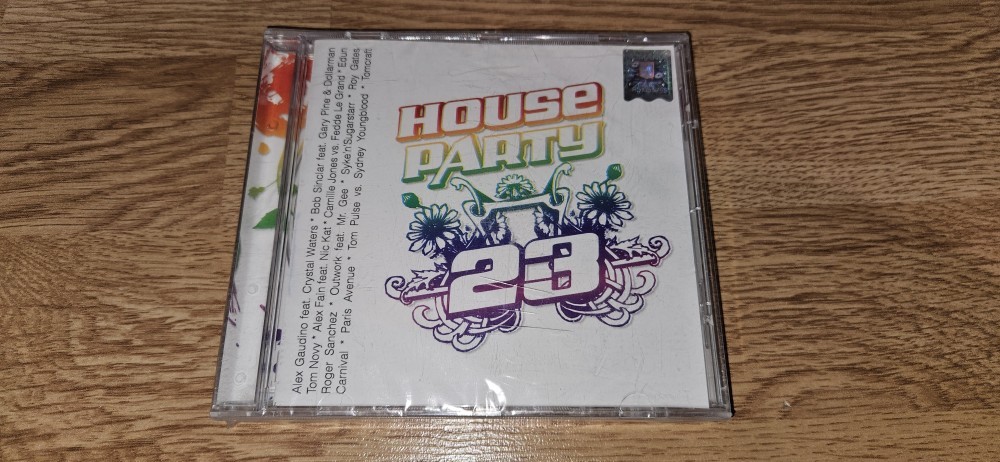 HOUSE
PARTY
23
Alex Gaudino feat. Crystal Waters * Bob Sinclar feat. Gary Pine & Dollarman
Tom Novy * Alex Fain feat. Nic Kat * Camille Jones vs. Fedde Le Grand * Edun
Roger Sanchez * Outwork feat. Mr. Gee * Syke'n'Sugarstarr * Roy Gates
Carnival * Paris Avenue * Tom Pulse vs. Sydney Youngblood * Tomcraft